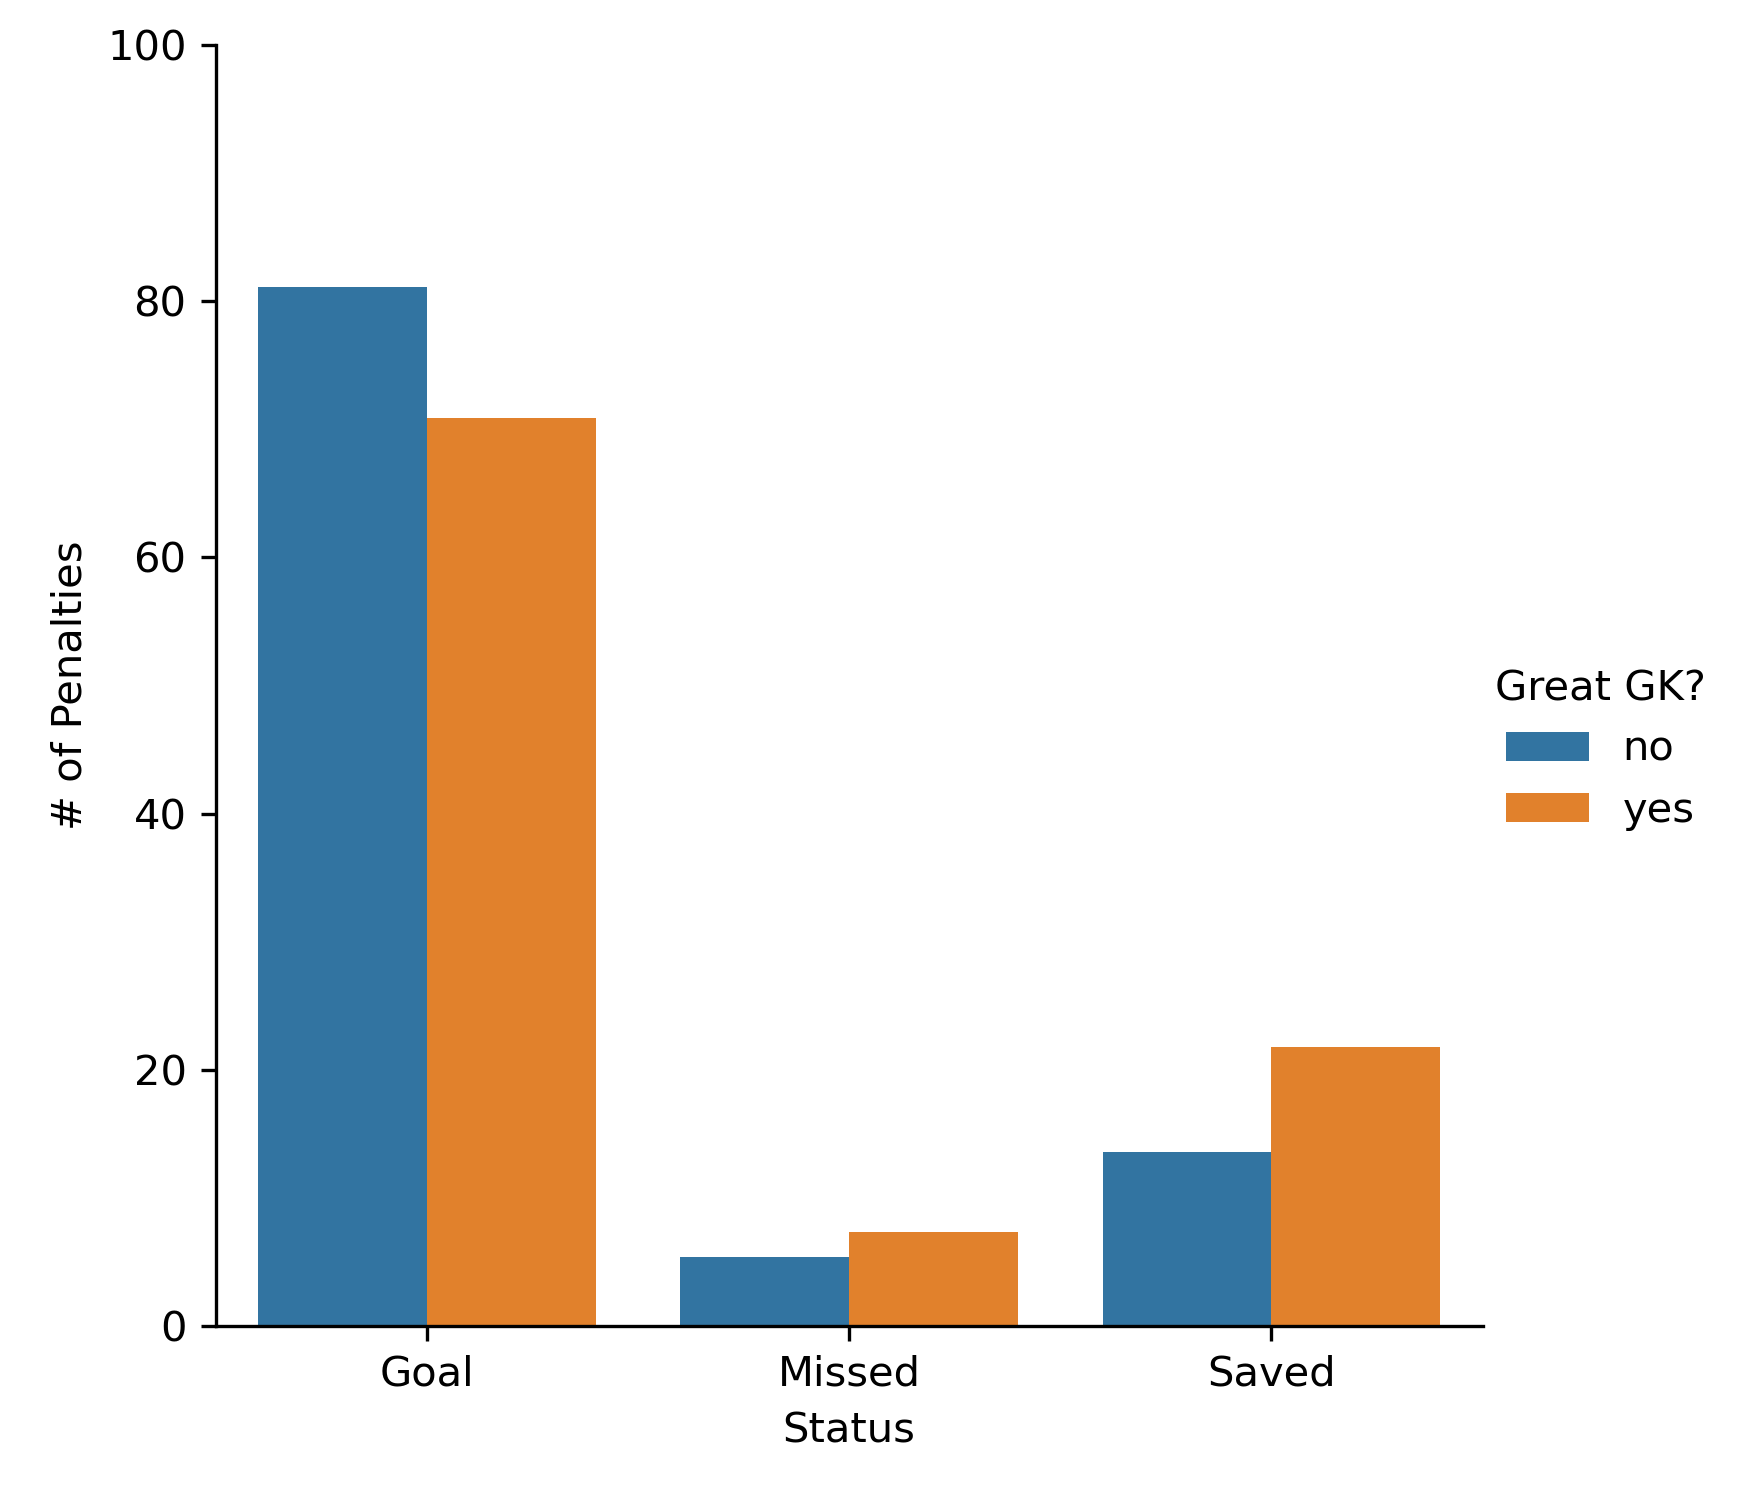 100
80
60
40
20
0
# of Penalties
Goal
Missed
Saved
Status
Great GK?
no
yes